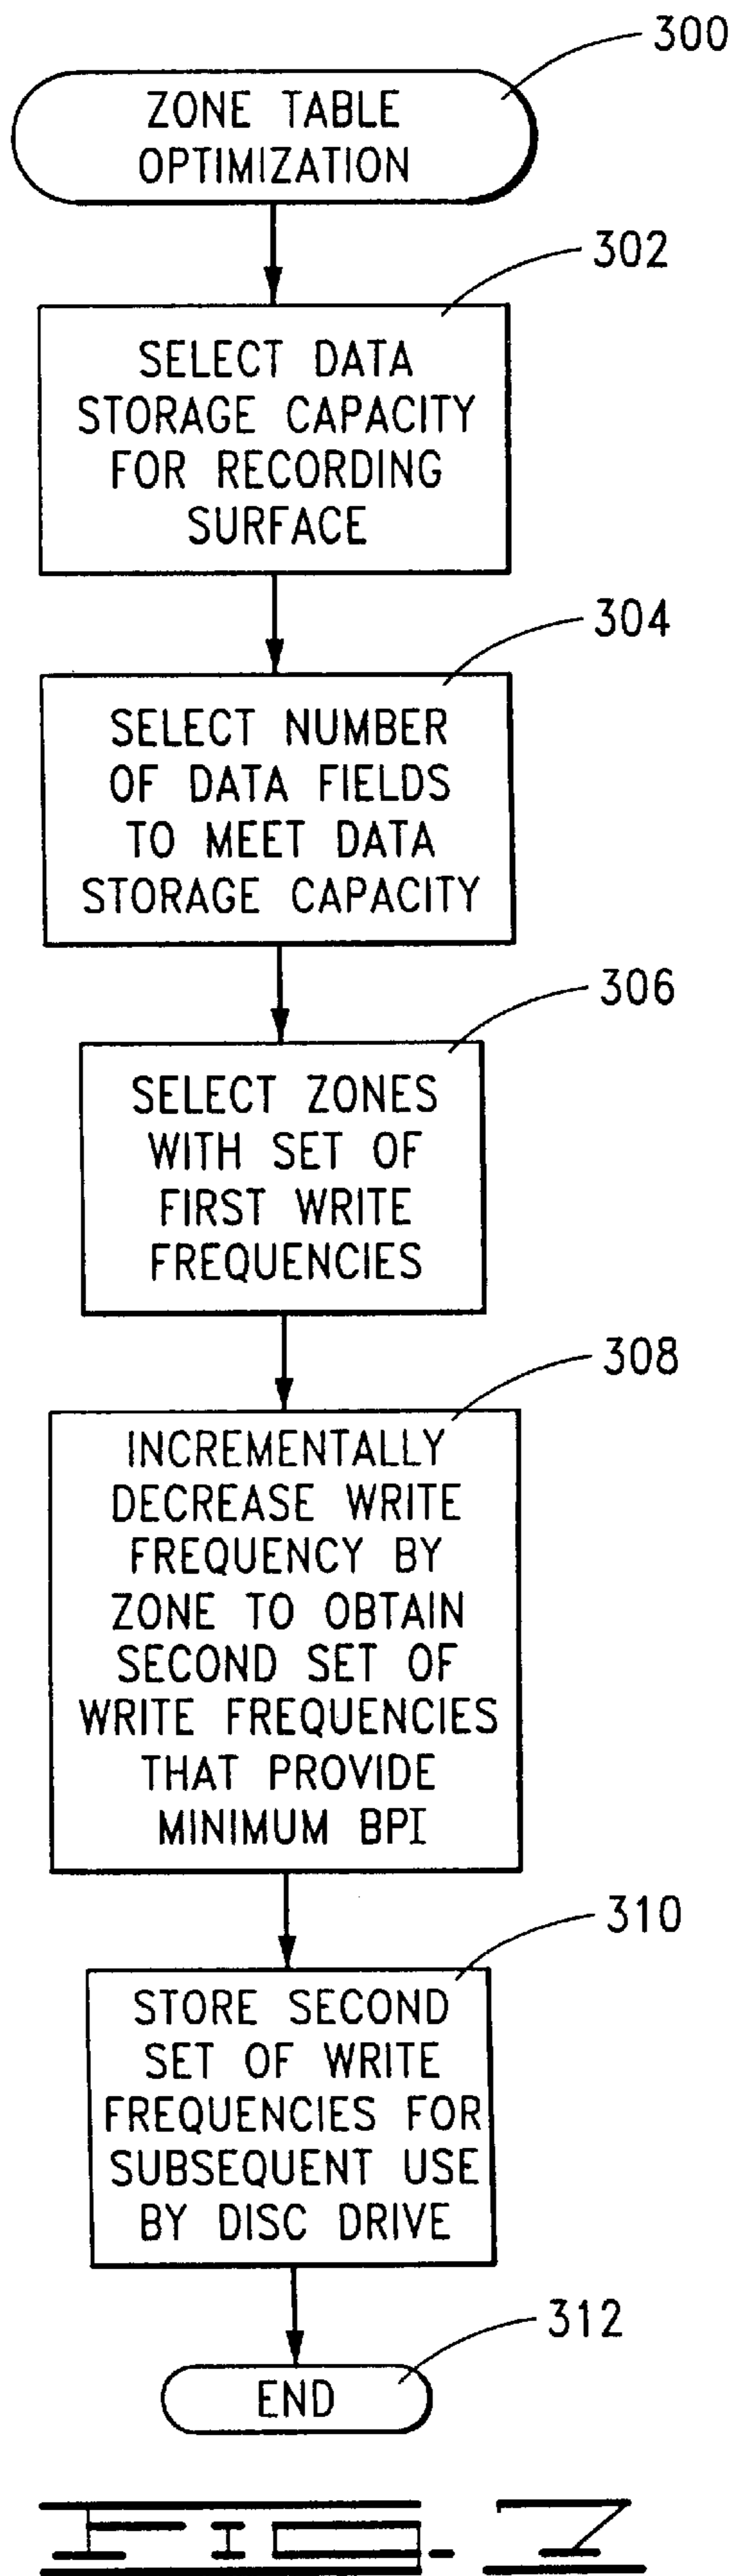 300
ZONE TABLE
OPTIMIZATION
302
SELECT DATA
STORAGE CAPACITY
FOR RECORDING
SURFACE
304
SELECT NUMBER
OF DATA FIELDS
TO MEET DATA
STORAGE CAPACITY
306
SELECT ZONES
WITH SET OF
FIRST WRITE
FREQUENCIES
308
INCREMENTALLY
DECREASE WRITE
FREQUENCY BY
ZONE TO OBTAIN
SECOND SET OF
WRITE FREQUENCIES
THAT PROVIDE
MINIMUM BPI
310
STORE SECOND
SET OF WRITE
FREQUENCIES FOR
SUBSEQUENT USE
BY DISC DRIVE
312
END
FIG. 7